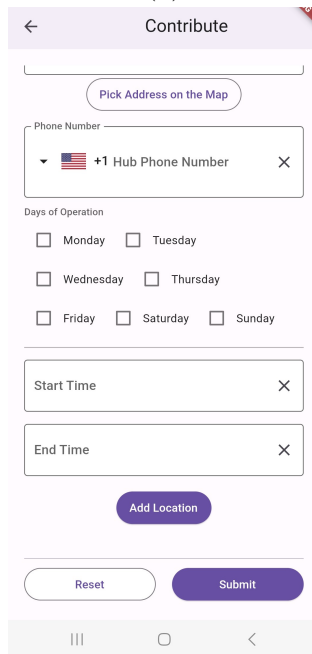 Contribute
Pick Address on the Map
Phone Number
+1 Hub Phone Number
Days of Operation
Monday Tuesday
Wednesday Thursday
Friday Saturday Sunday
Start Time
End Time
Add Location
Reset Submit